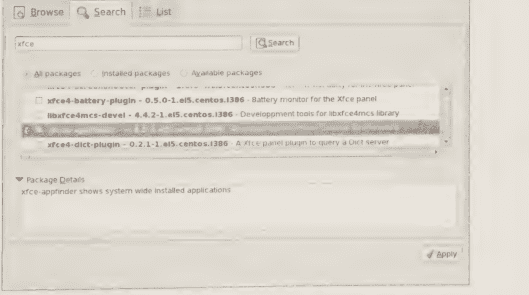 Browse Search List
xfce Search
All packages Installed packages Available packages
xfce4-battery-plugin - 0.5.0-1.el5.centos.i386 - Battery monitor for the Xfce panel
libxfce4mcs-devel - 4.4.2-1.el5.centos.i386 - Developpment tools for libxfce4mcs library
xfce4-dict-plugin - 0.2.1-1.el5.centos.i386 - A Xfce panel plugin to query a Dict server
Package Details
xfce-appfinder shows system wide installed applications
Apply